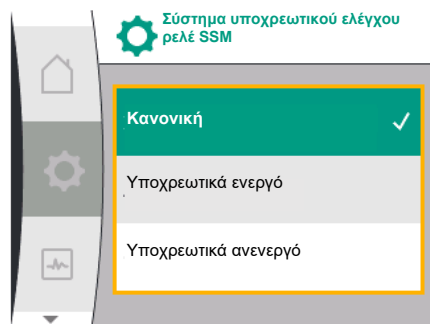 Σύστημα υποχρεωτικού ελέγχου
ρελέ SSM
Κανονική
Υποχρεωτικά ενεργό
Υποχρεωτικά ανενεργό